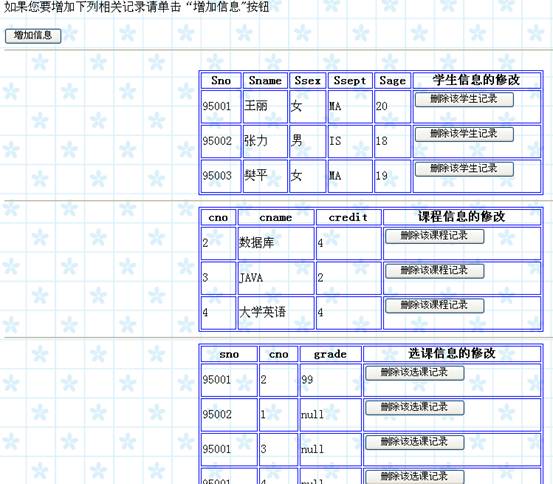 如果您要增加下列相关记录请单击 “增加信息"按钮
增加信息
Sno Sname Ssex Ssept Sage 学生信息的修改
95001 王丽 女 MA 20 删除该学生记录
95002 张力 男 IS 18 删除该学生记录
95003 樊平 女 MA 19 删除该学生记录
cno cname credit 课程信息的修改
2 数据库 4 删除该课程记录
3 JAVA 2 删除该课程记录
4 大学英语 4 删除该课程记录
sno cno grade 选课信息的修改
95001 2 99 删除该选课记录
95002 1 null 删除该选课记录
95001 3 null 删除该选课记录
95001 4 null 删除该选课记录